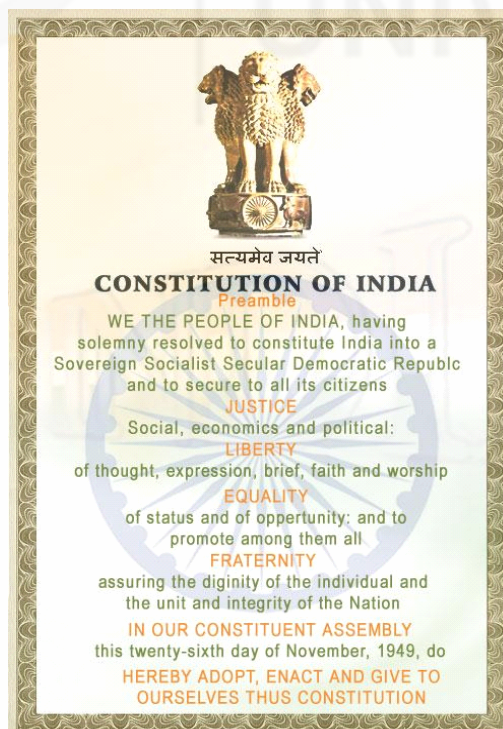 सत्यमेव जयते
CONSTITUTION OF INDIA
Preamble
WE THE PEOPLE OF INDIA, having
solemny resolved to constitute India into a
Sovereign Socialist Secular Democratic Republc
and to secure to all its citizens
JUSTICE
Social, economics and political:
LIBERTY
of thought, expression, brief, faith and worship
EQUALITY
of status and of oppertunity: and to
promote among them all
FRATERNITY
assuring the diginity of the individual and
the unit and integrity of the Nation
IN OUR CONSTITUENT ASSEMBLY
this twenty-sixth day of November, 1949, do
HEREBY ADOPT, ENACT AND GIVE TO
OURSELVES THUS CONSTITUTION